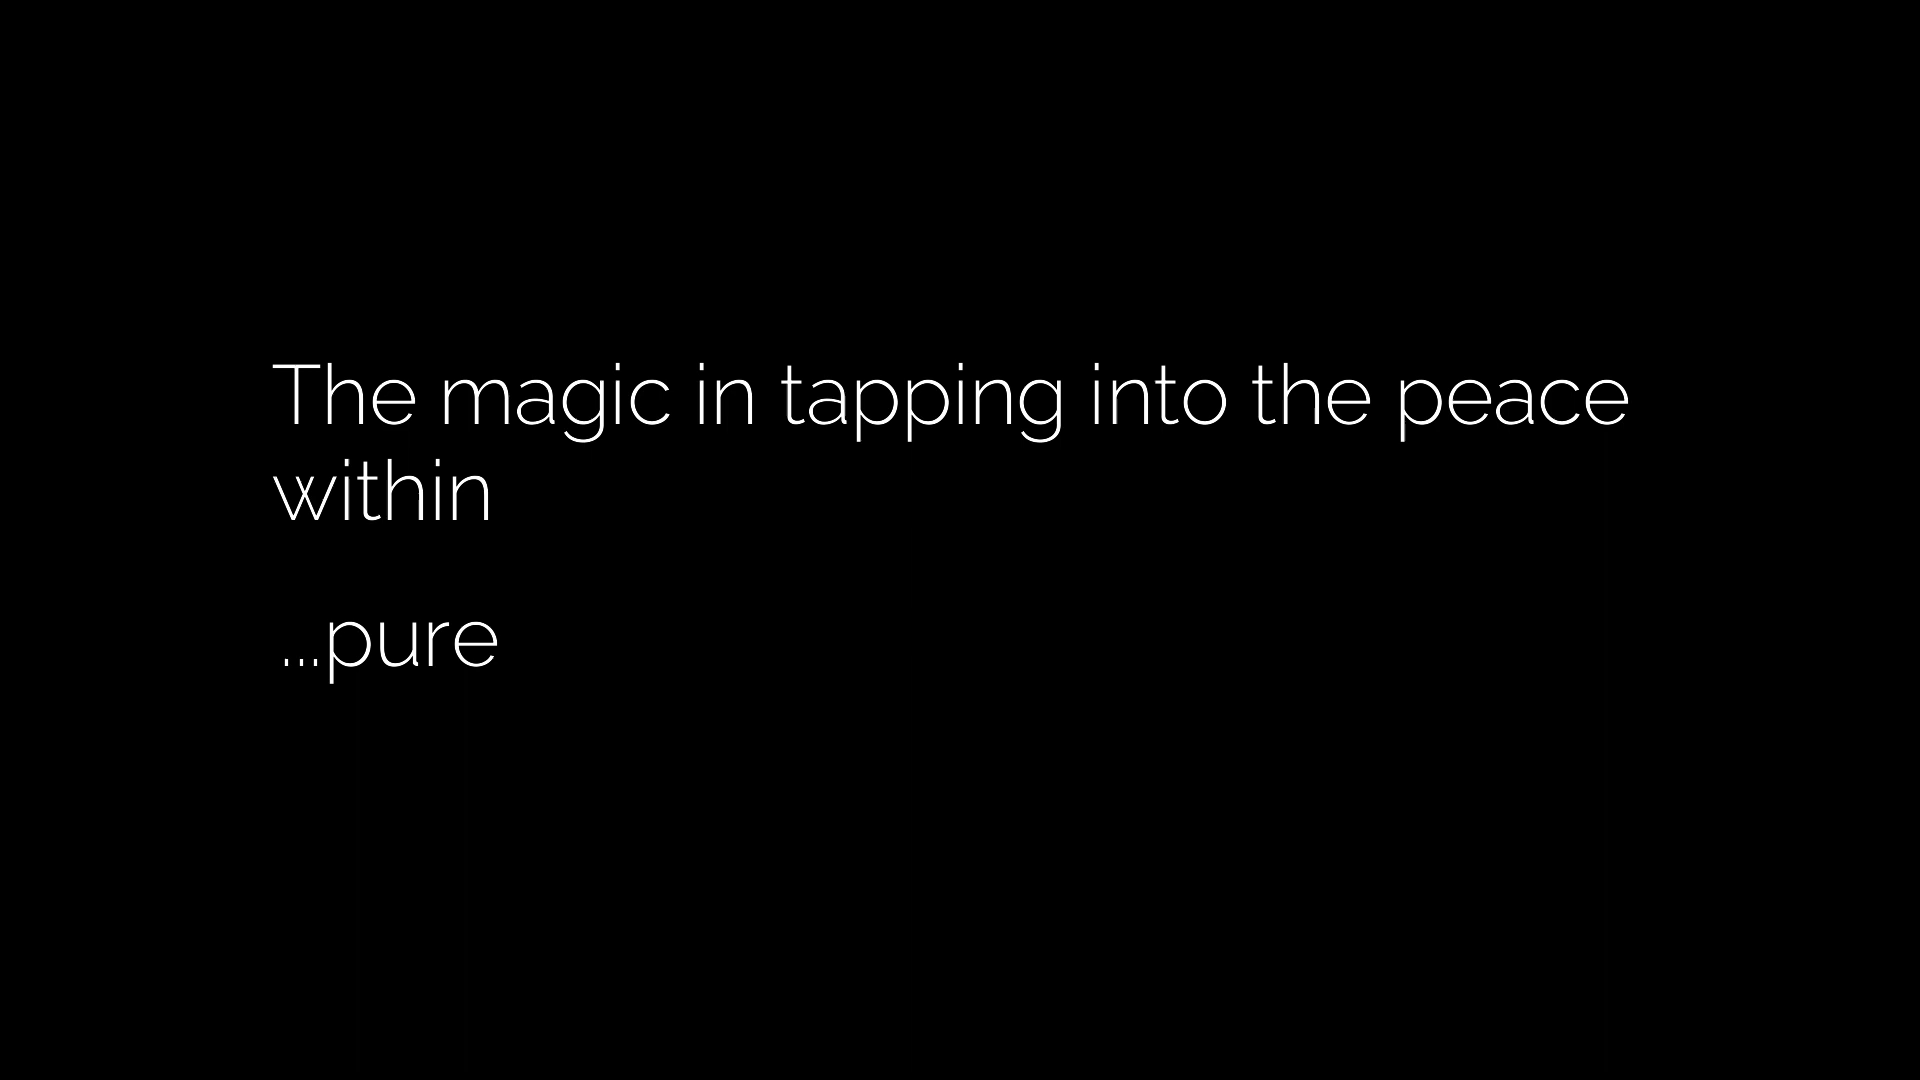 The magic in tapping into the peace
within
...pure